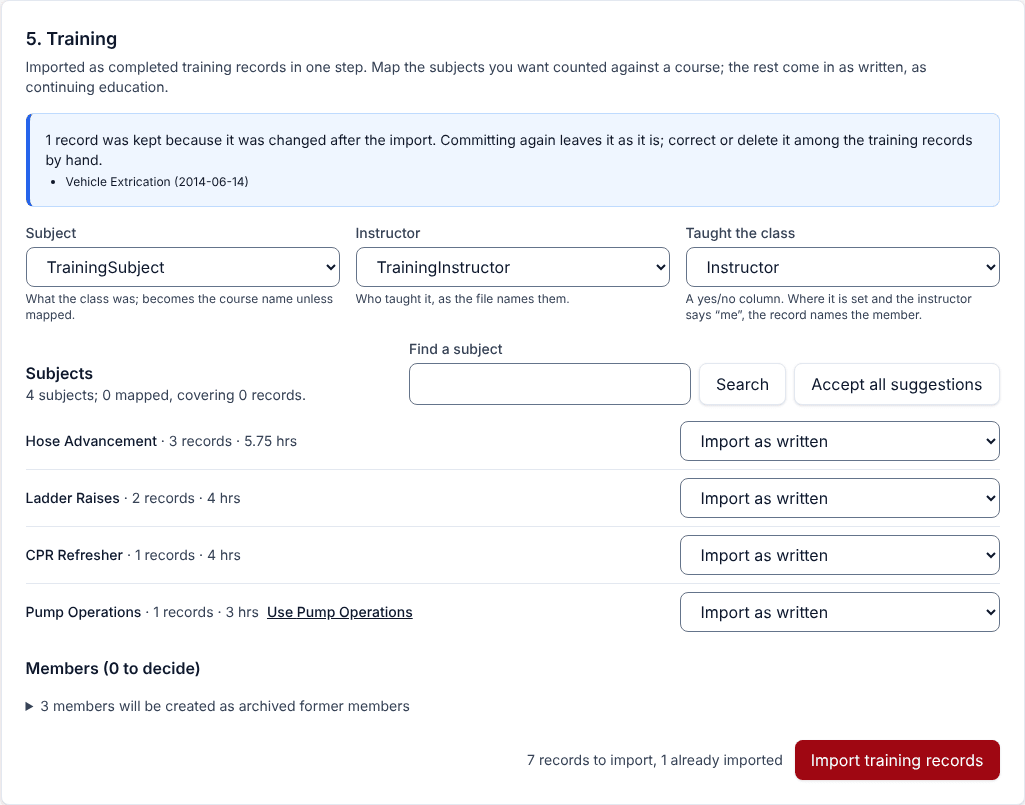 5. Training
Imported as completed training records in one step. Map the subjects you want counted against a course; the rest come in as written, as
continuing education.
1 record was kept because it was changed after the import. Committing again leaves it as it is; correct or delete it among the training records
by hand.
• Vehicle Extrication (2014-06-14)
Subject
TrainingSubject
What the class was; becomes the course name unless
mapped.
Instructor
TrainingInstructor
Who taught it, as the file names them.
Taught the class
Instructor
A yes/no column. Where it is set and the instructor
says “me”, the record names the member.
Subjects
4 subjects; 0 mapped, covering 0 records.
Find a subject
Search
Accept all suggestions
Hose Advancement · 3 records · 5.75 hrs
Import as written
Ladder Raises · 2 records · 4 hrs
Import as written
CPR Refresher · 1 records · 4 hrs
Import as written
Pump Operations · 1 records · 3 hrs Use Pump Operations
Import as written
Members (0 to decide)
3 members will be created as archived former members
7 records to import, 1 already imported
Import training records